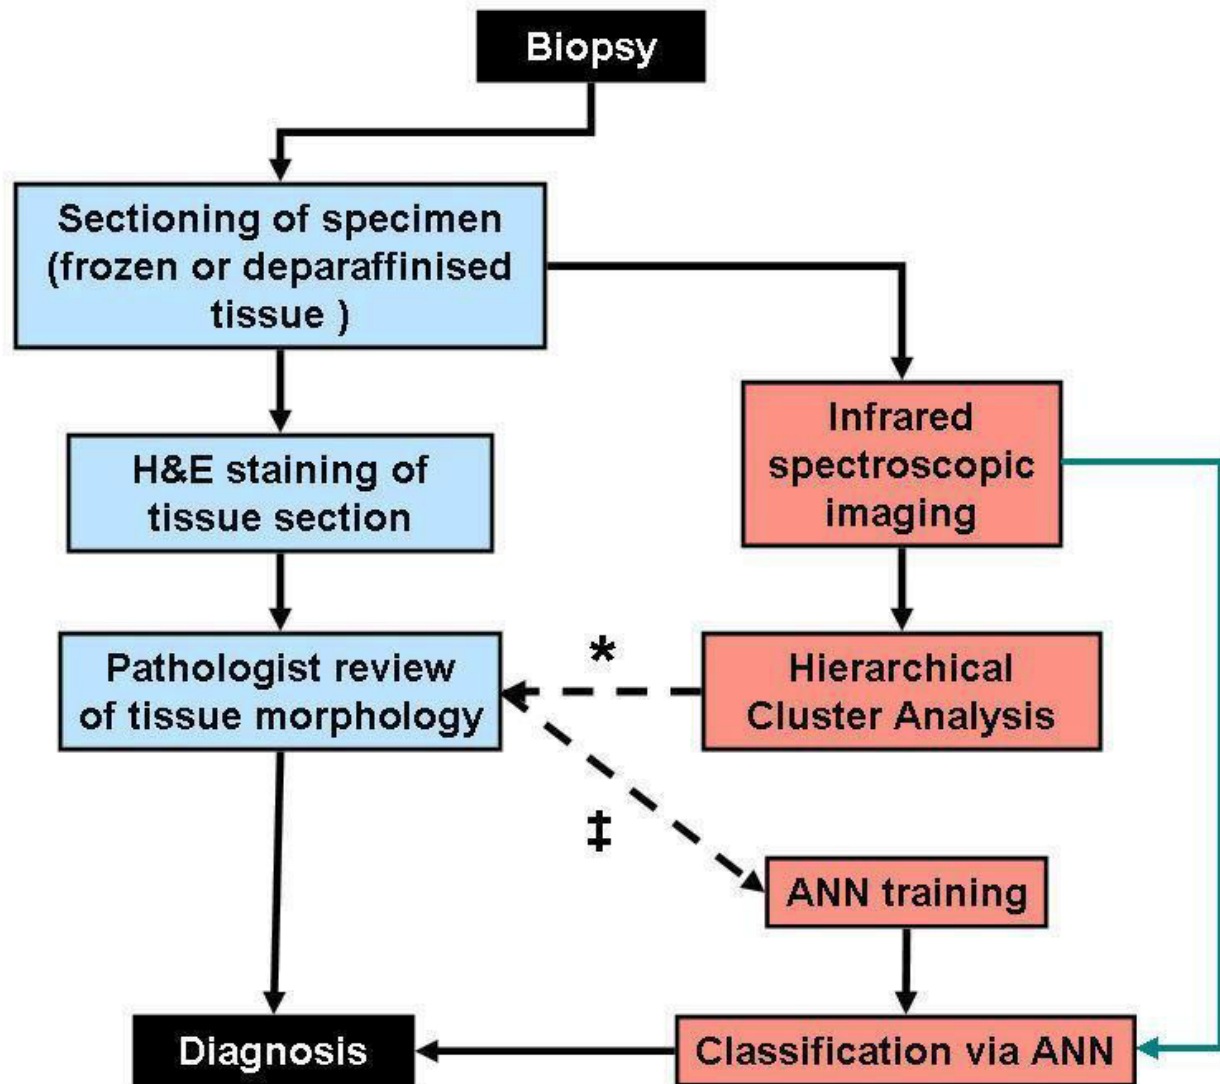 Biopsy
Sectioning of specimen
(frozen or deparaffinised
tissue )
Infrared
spectroscopic
imaging
H&E staining of
tissue section
Pathologist review
of tissue morphology
*
Hierarchical
Cluster Analysis
‡
ANN training
Diagnosis
Classification via ANN